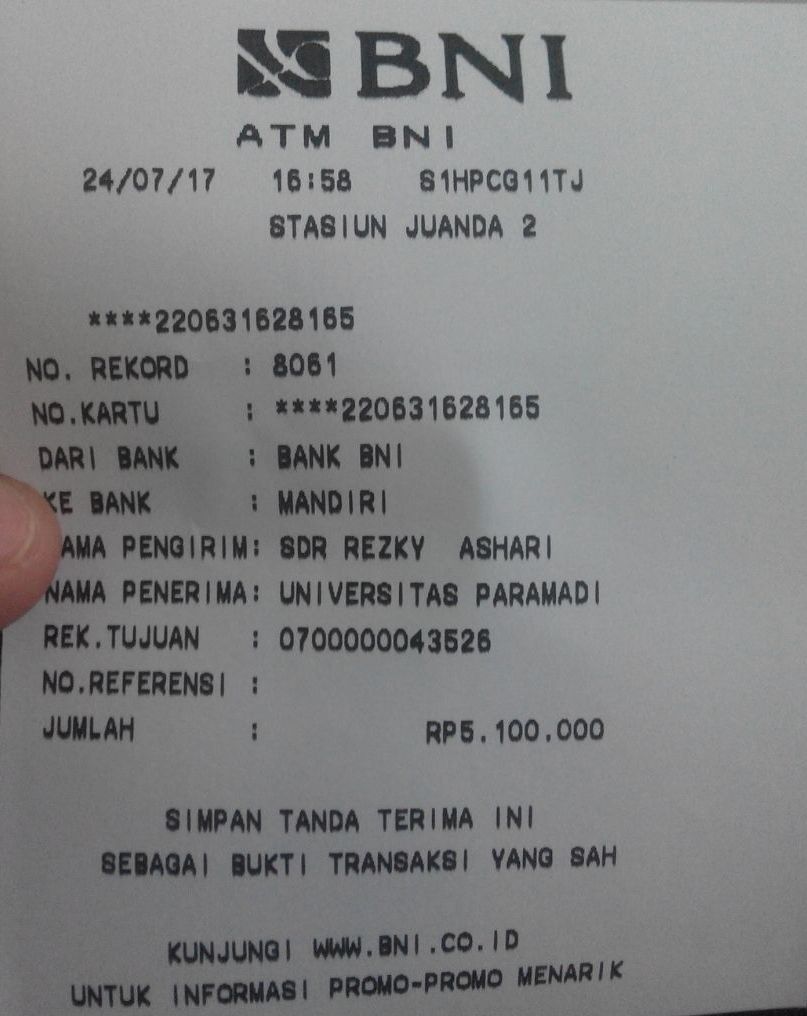 BNI
ATM BNI
24/07/17 16:58 S1HPCG11TJ
STASIUN JUANDA 2
****220631628165
NO. REKORD : 8061
NO.KARTU : ****220631628165
DARI BANK : BANK BNI
KE BANK : MANDIRI
AMA PENGIRIM: SDR REZKY ASHARI
NAMA PENERIMA: UNIVERSITAS PARAMADI
REK.TUJUAN : 0700000043526
NO.REFERENSI :
JUMLAH : RP5.100.000
SIMPAN TANDA TERIMA INI
SEBAGAI BUKTI TRANSAKSI YANG SAH
KUNJUNGI WWW.BNI.CO.ID
UNTUK INFORMASI PROMO-PROMO MENARIK